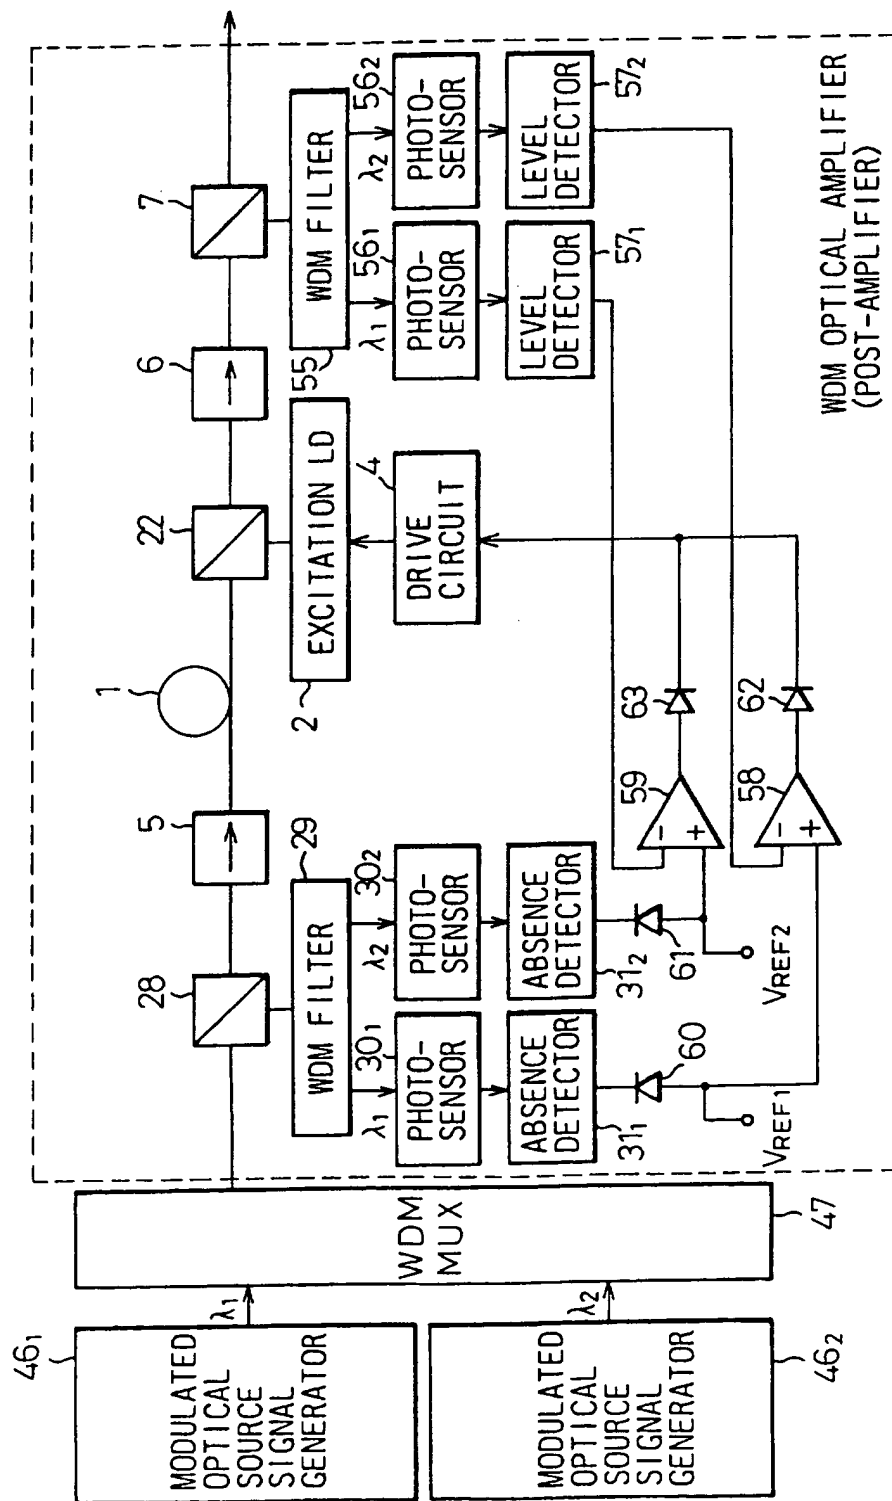 46₁
MODULATED
OPTICAL
SOURCE
SIGNAL
GENERATOR
λ₁
46₂
MODULATED
OPTICAL
SOURCE
SIGNAL
GENERATOR
λ₂
WDM
MUX
47
28
5
1
22
6
7
29
WDM FILTER
λ₁
λ₂
30₁
PHOTO-
SENSOR
30₂
PHOTO-
SENSOR
ABSENCE
DETECTOR
31₁
ABSENCE
DETECTOR
31₂
60
61
VREF1
VREF2
EXCITATION LD
2
4
DRIVE
CIRCUIT
55
WDM FILTER
λ₁
λ₂
56₁
PHOTO-
SENSOR
56₂
PHOTO-
SENSOR
LEVEL
DETECTOR
57₁
LEVEL
DETECTOR
57₂
59
-
+
63
58
-
+
62
WDM OPTICAL AMPLIFIER
(POST-AMPLIFIER)